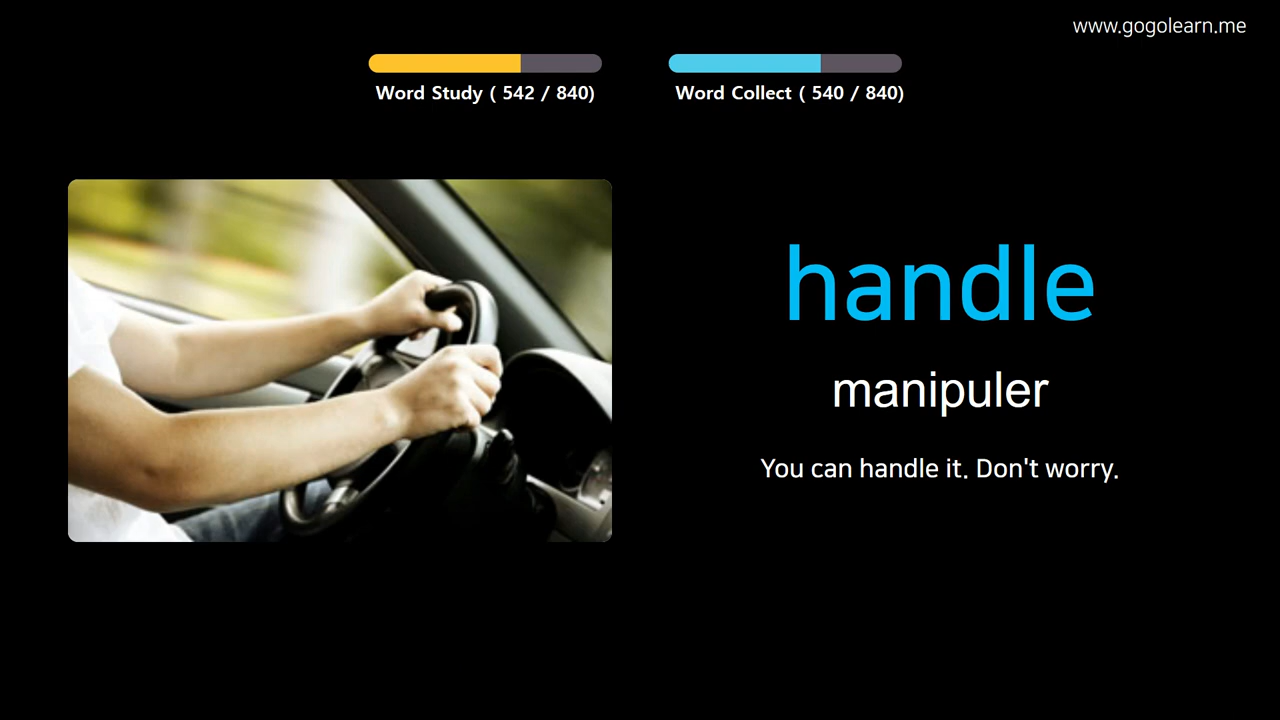 www.gogolearn.me
Word Study ( 542 / 840)
Word Collect ( 540 / 840)
handle
manipuler
You can handle it. Don't worry.